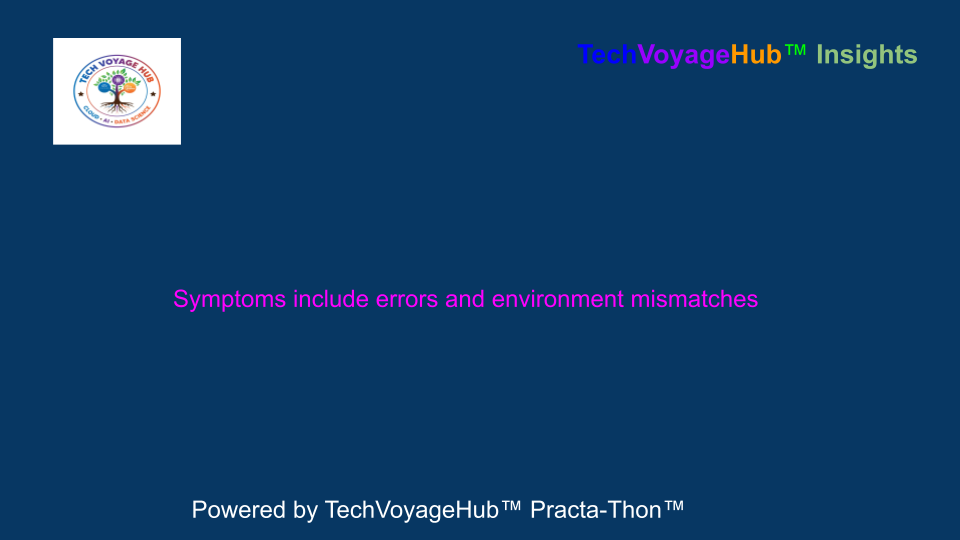 TECH VOYAGE HUB
CLOUD • AI • DATA SCIENCE
TechVoyageHub™ Insights
Symptoms include errors and environment mismatches
Powered by TechVoyageHub™ Practa-Thon™